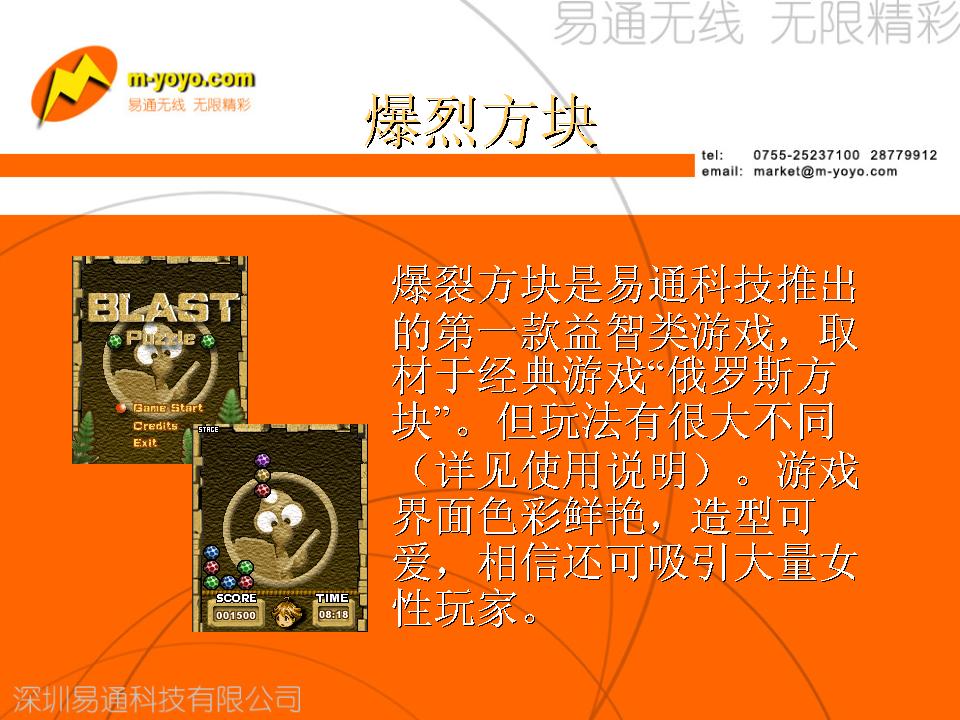 易通无线 无限精彩
m-yoyo.com
易通无线 无限精彩
爆烈方块
tel: 0755-25237100 28779912
email: market@m-yoyo.com
爆裂方块是易通科技推出
的第一款益智类游戏，取
材于经典游戏“俄罗斯方
块”。但玩法有很大不同
（详见使用说明）。游戏
界面色彩鲜艳，造型可
爱，相信还可吸引大量女
性玩家。
BLAST
Puzzle
Game Start
Credits
Exit
STAGE
SCORE TIME
001500 08:18
深圳易通科技有限公司